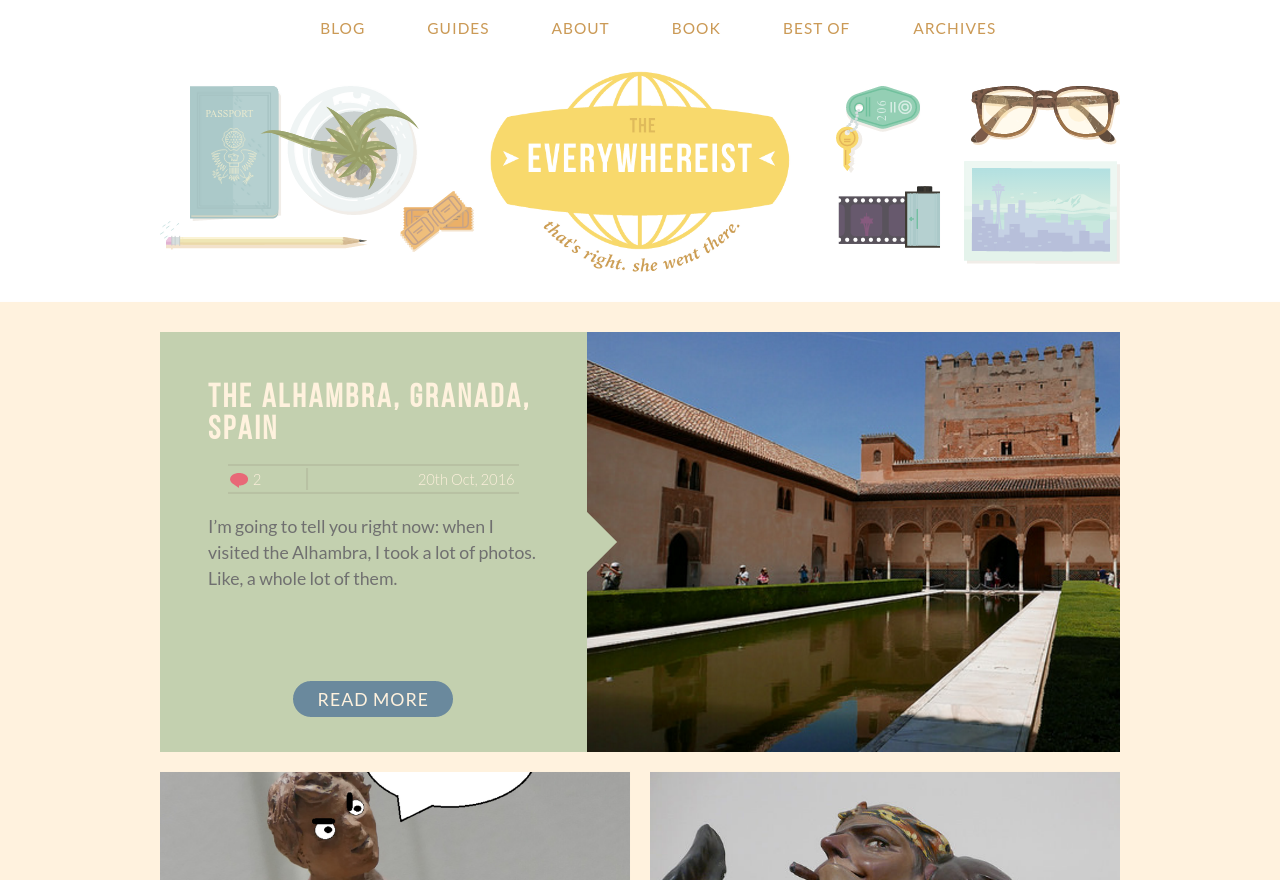 BLOG
GUIDES
ABOUT
BOOK
BEST OF
ARCHIVES
PASSPORT
THE
EVERYWHEREIST
that's right. she went there.
206
THE ALHAMBRA, GRANADA,
SPAIN
2
20th Oct, 2016
I'm going to tell you right now: when I
visited the Alhambra, I took a lot of photos.
Like, a whole lot of them.
READ MORE